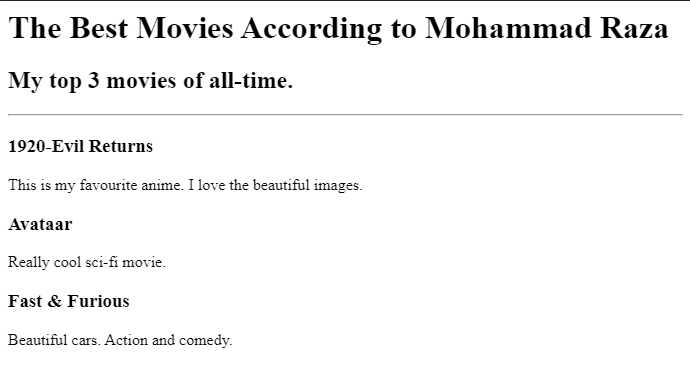 The Best Movies According to Mohammad Raza
My top 3 movies of all-time.
1920-Evil Returns
This is my favourite anime. I love the beautiful images.
Avataar
Really cool sci-fi movie.
Fast & Furious
Beautiful cars. Action and comedy.